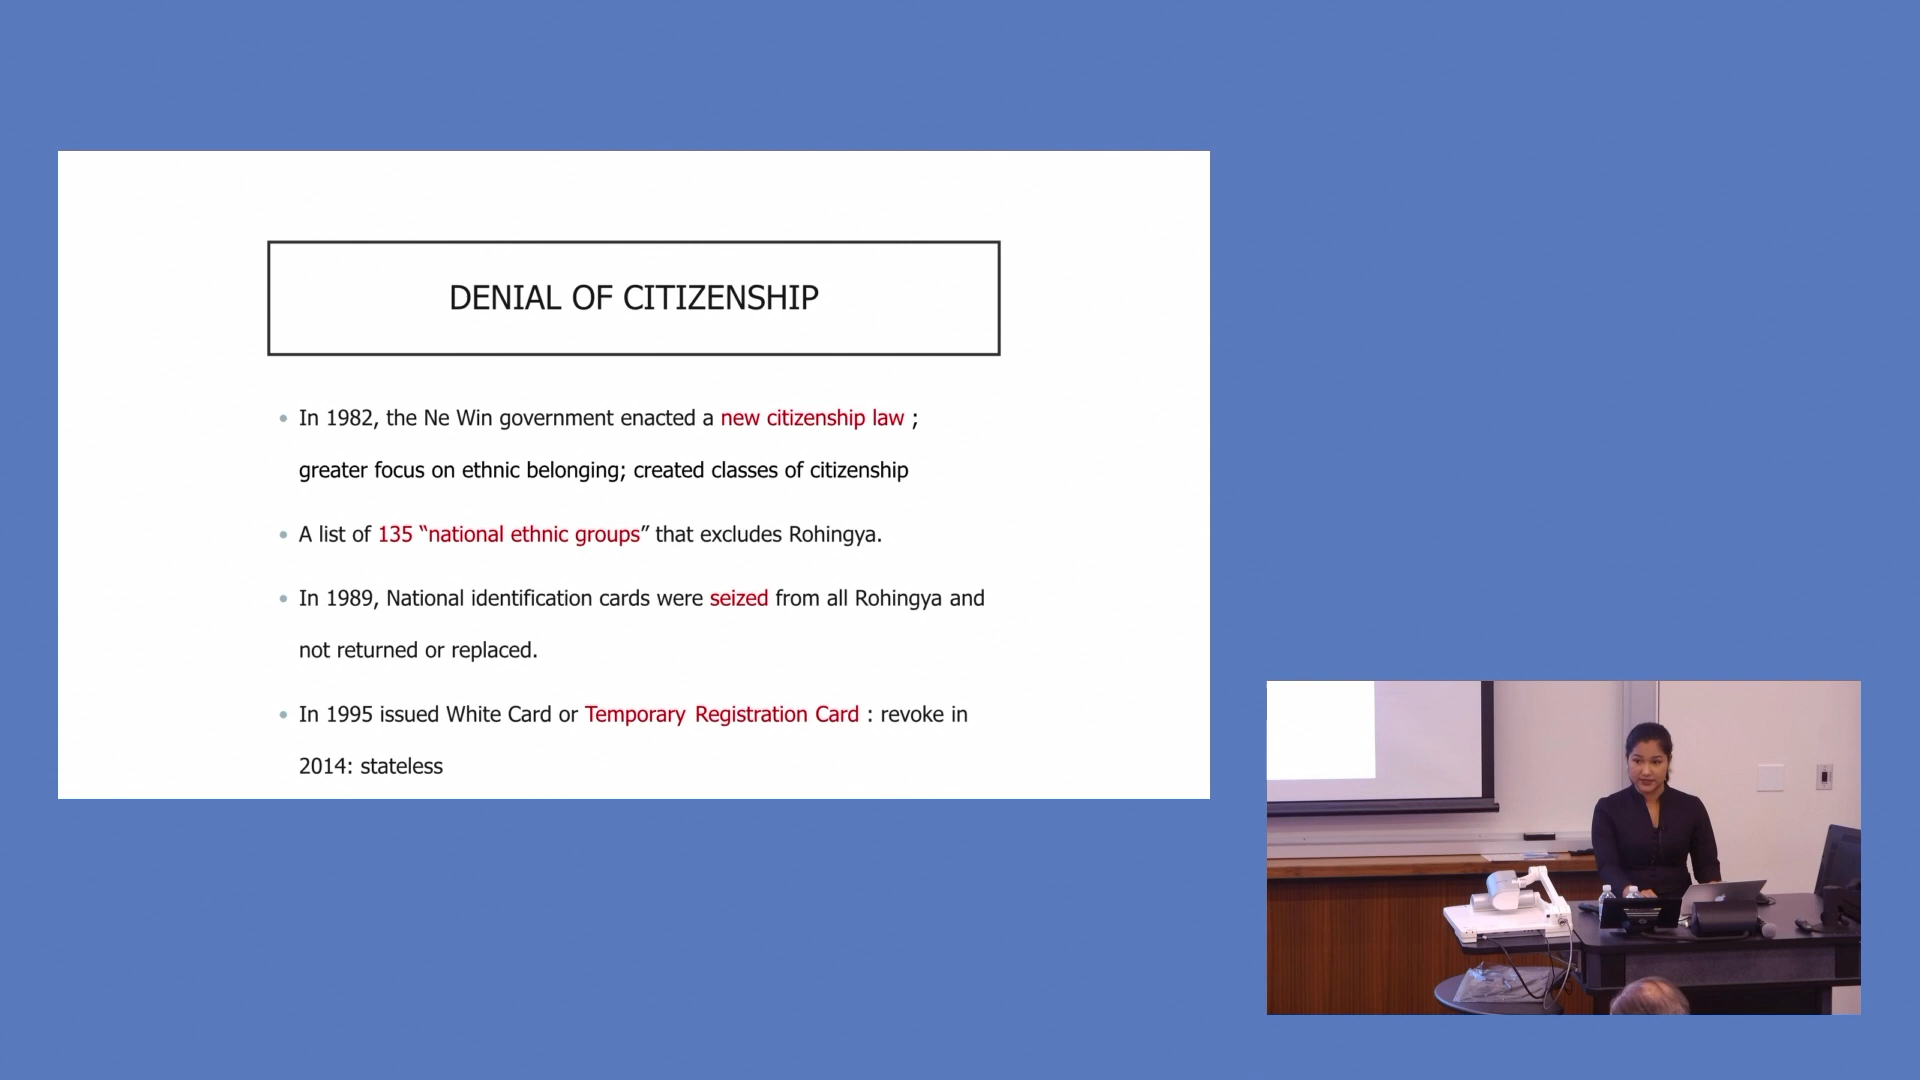 DENIAL OF CITIZENSHIP
• In 1982, the Ne Win government enacted a new citizenship law ;
greater focus on ethnic belonging; created classes of citizenship
• A list of 135 “national ethnic groups” that excludes Rohingya.
• In 1989, National identification cards were seized from all Rohingya and
not returned or replaced.
• In 1995 issued White Card or Temporary Registration Card : revoke in
2014: stateless